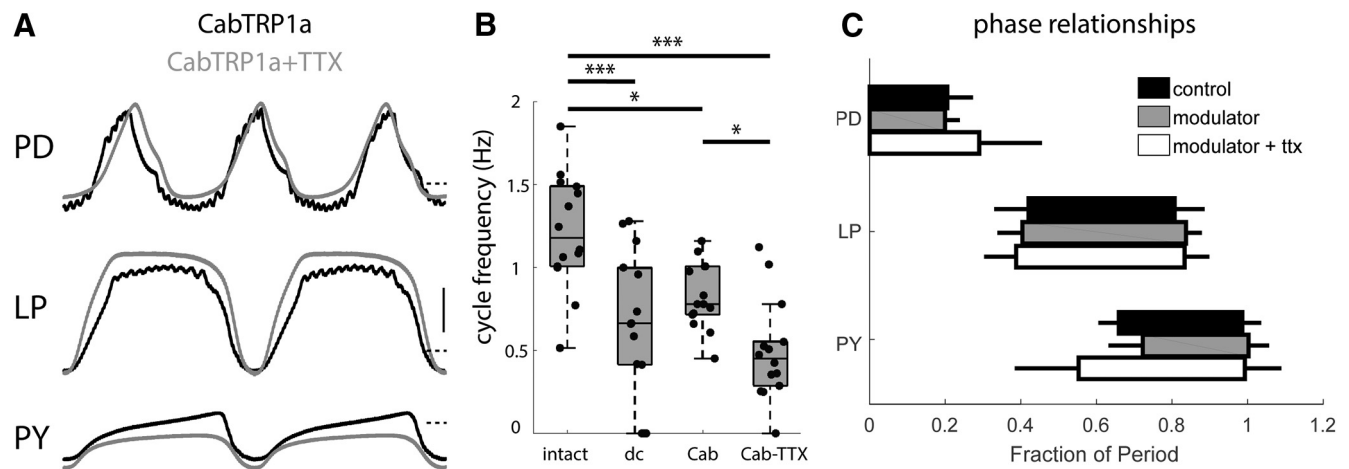 A
CabTRP1a
CabTRP1a+TTX
PD
LP
PY
B
***
***
*
*
cycle frequency (Hz)
2
1.5
1
0.5
0
intact
dc
Cab
Cab-TTX
C
phase relationships
control
modulator
modulator + ttx
PD
LP
PY
0
0.2
0.4
0.6
0.8
1
1.2
Fraction of Period